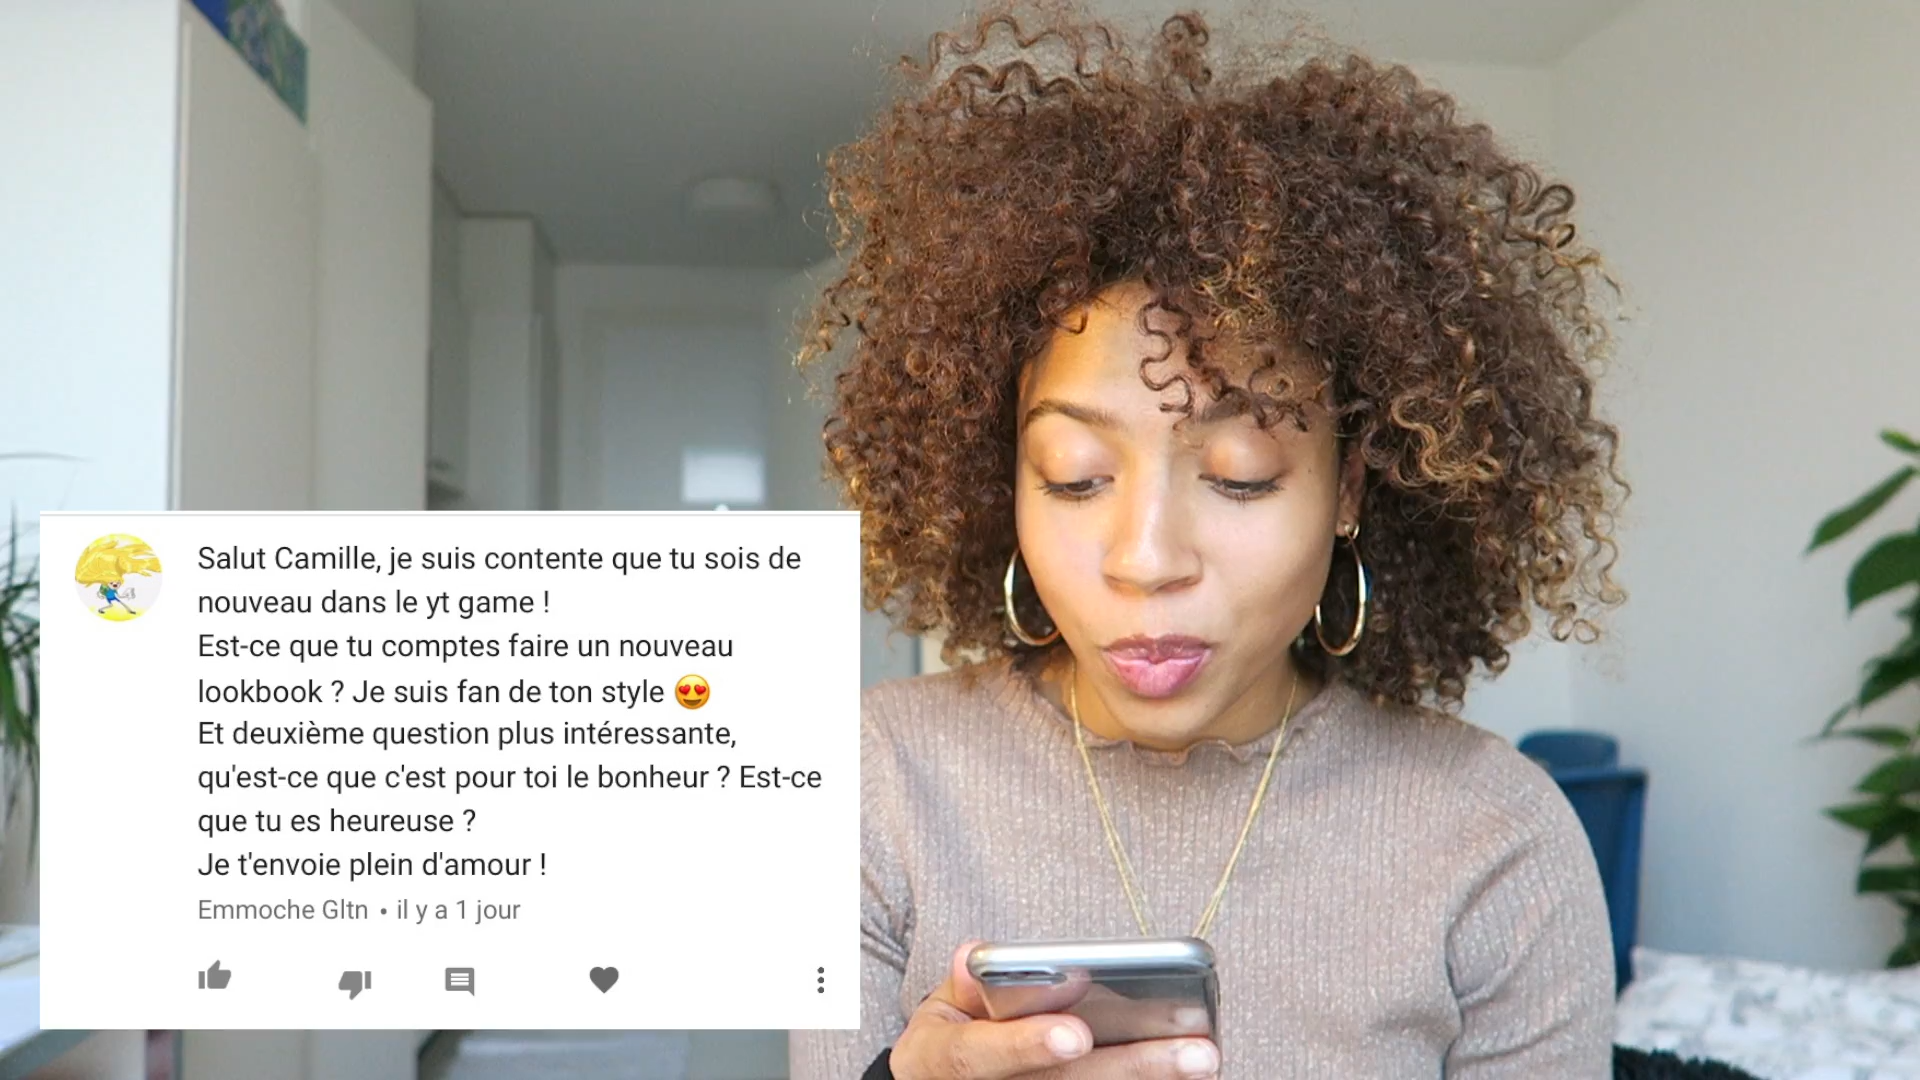 Salut Camille, je suis contente que tu sois de
nouveau dans le yt game !
Est-ce que tu comptes faire un nouveau
lookbook ? Je suis fan de ton style 😍
Et deuxième question plus intéressante,
qu'est-ce que c'est pour toi le bonheur ? Est-ce
que tu es heureuse ?
Je t'envoie plein d'amour !
Emmoche Gltn • il y a 1 jour